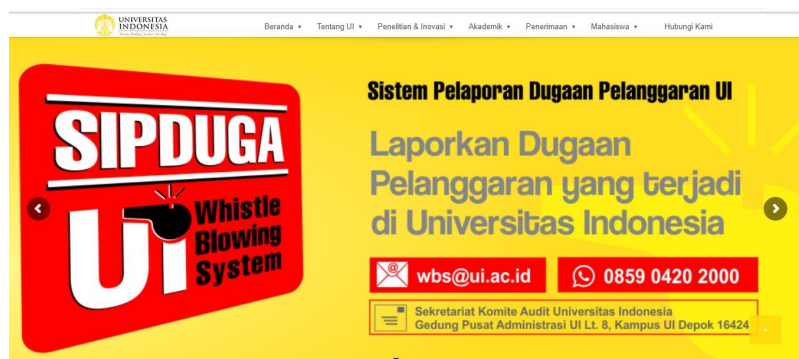 UNIVERSITAS
INDONESIA
Beranda Tentang UI Penelitian & Inovasi Akademik Penerimaan Mahasiswa Hubungi Kami
SIPDUGA
UI Whistle
Blowing
System
Sistem Pelaporan Dugaan Pelanggaran UI
Laporkan Dugaan
Pelanggaran yang terjadi
di Universitas Indonesia
wbs@ui.ac.id 0859 0420 2000
Sekretariat Komite Audit Universitas Indonesia
Gedung Pusat Administrasi UI Lt. 8, Kampus UI Depok 16424